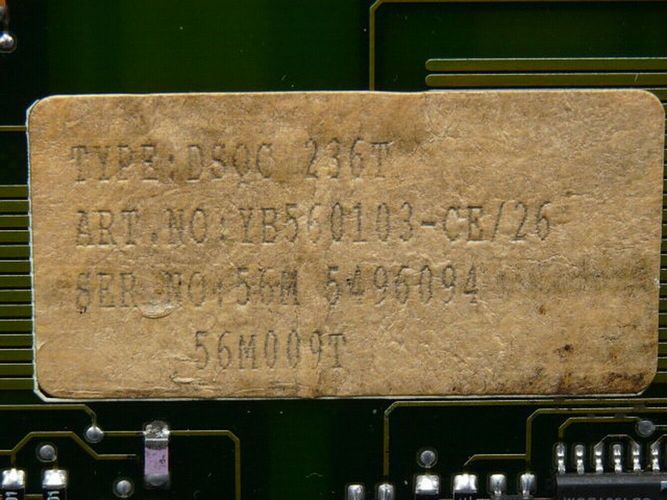 TYPE:DSQC 236T
ART.NO:YB560103-CE/26
SER.NO:56M 5496094
56M009T